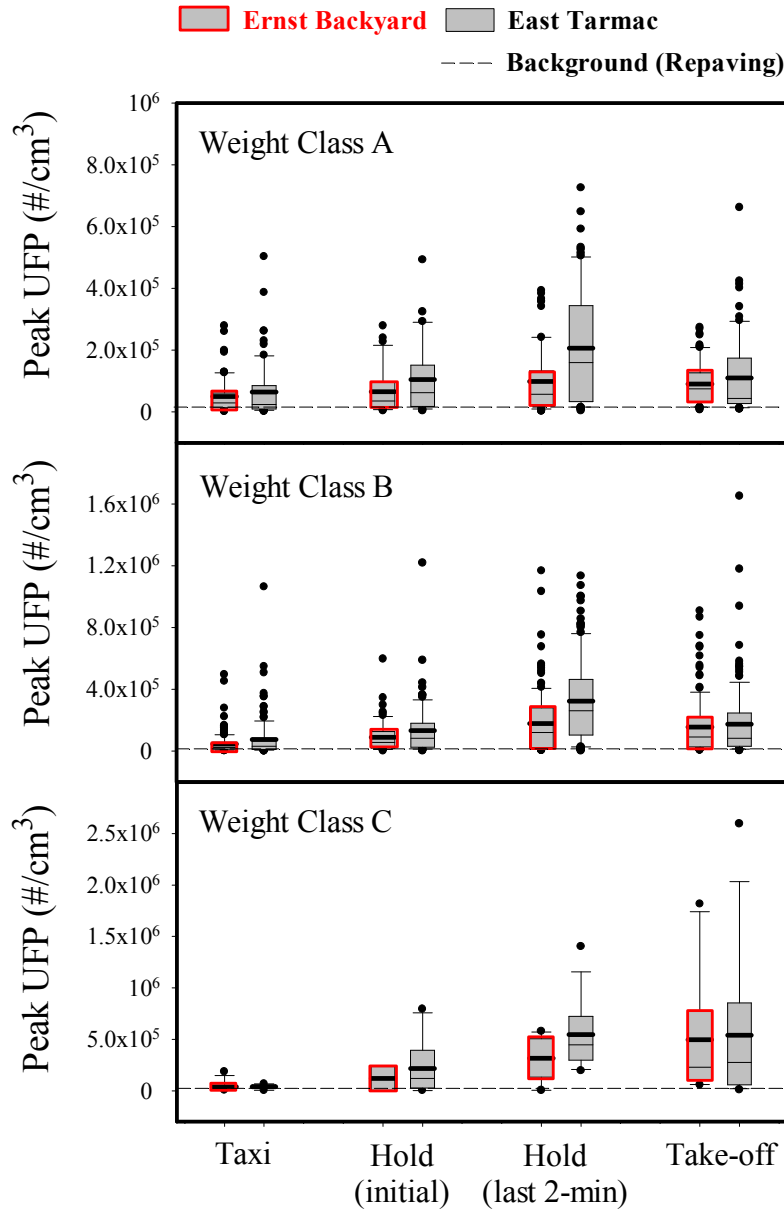 Ernst Backyard East Tarmac
Background (Repaving)
Peak UFP (#/cm³)
10⁶
8.0x10⁵
6.0x10⁵
4.0x10⁵
2.0x10⁵
0
Weight Class A
Peak UFP (#/cm³)
1.6x10⁶
1.2x10⁶
8.0x10⁵
4.0x10⁵
0
Weight Class B
Peak UFP (#/cm³)
2.5x10⁶
2.0x10⁶
1.5x10⁶
10⁶
5.0x10⁵
0
Weight Class C
Taxi Hold Hold Take-off
(initial) (last 2-min)